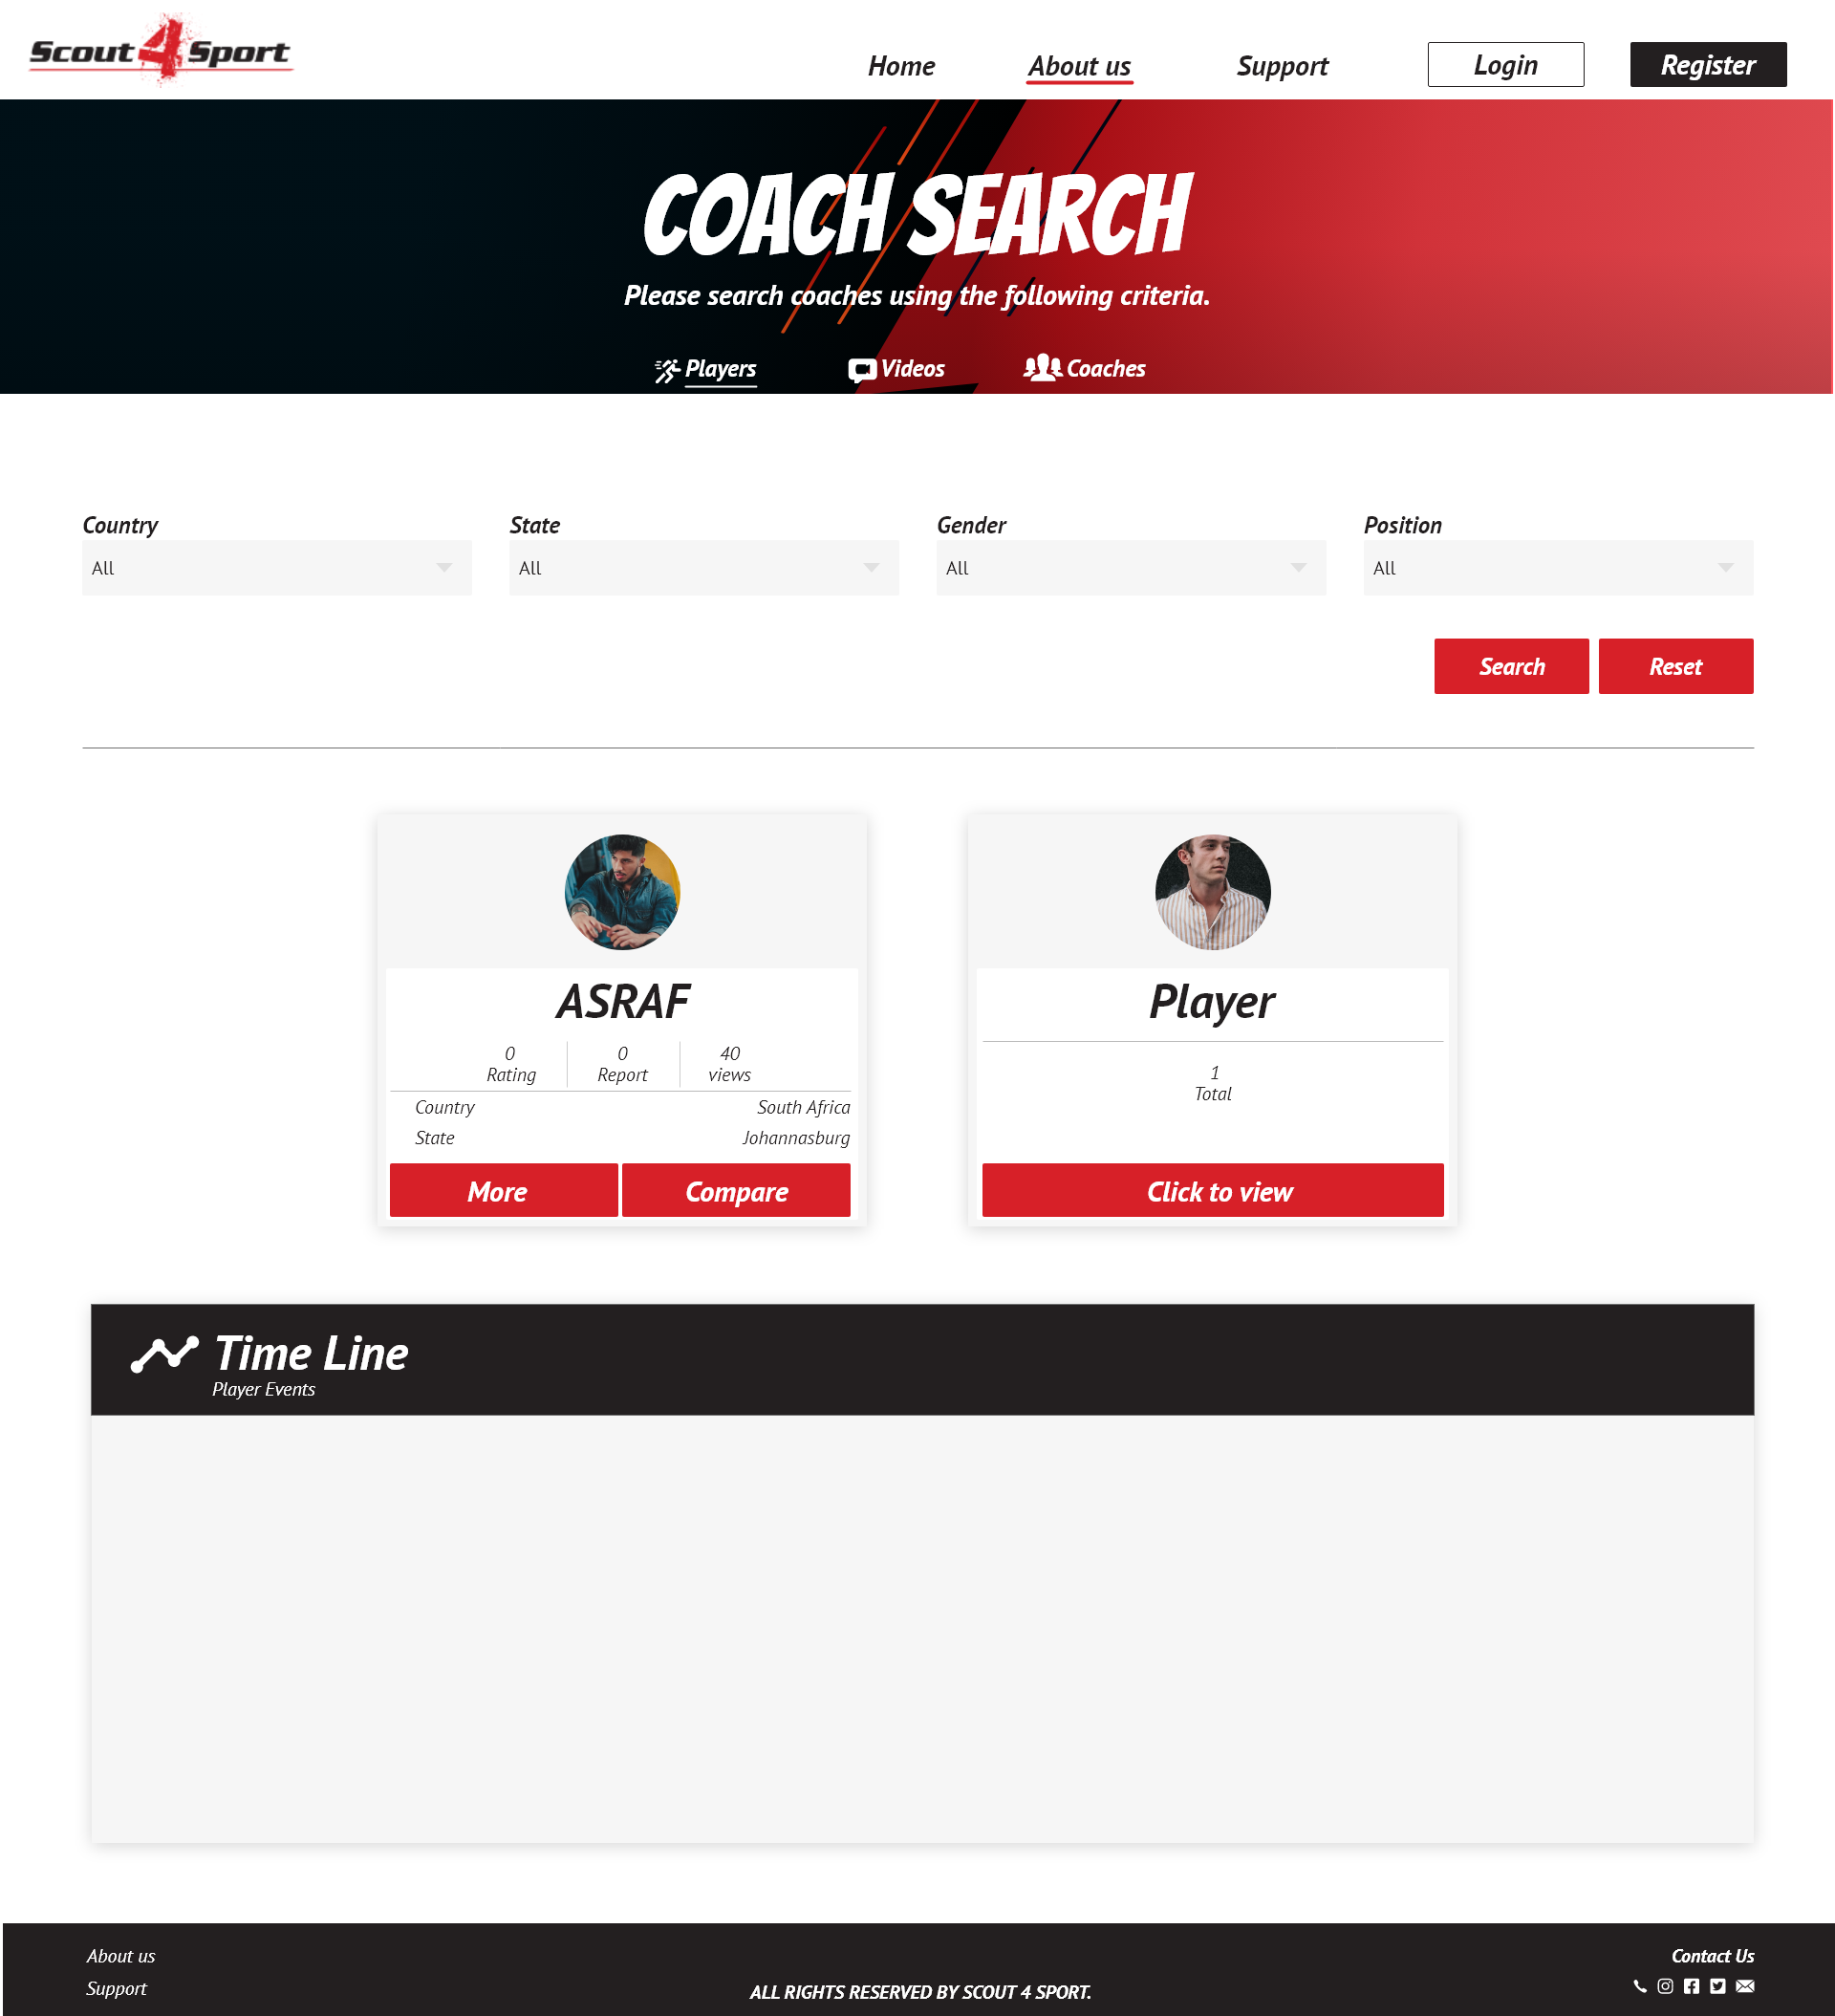 Scout 4 Sport
Home About us Support Login Register
COACH SEARCH
Please search coaches using the following criteria.
Players Videos Coaches
Country State Gender Position
All All All All
Search Reset
ASRAF
0 0 40
Rating Report views
Country South Africa
State Johannasburg
More Compare
Player
1
Total
Click to view
Time Line
Player Events
About us
Support
ALL RIGHTS RESERVED BY SCOUT 4 SPORT.
Contact Us